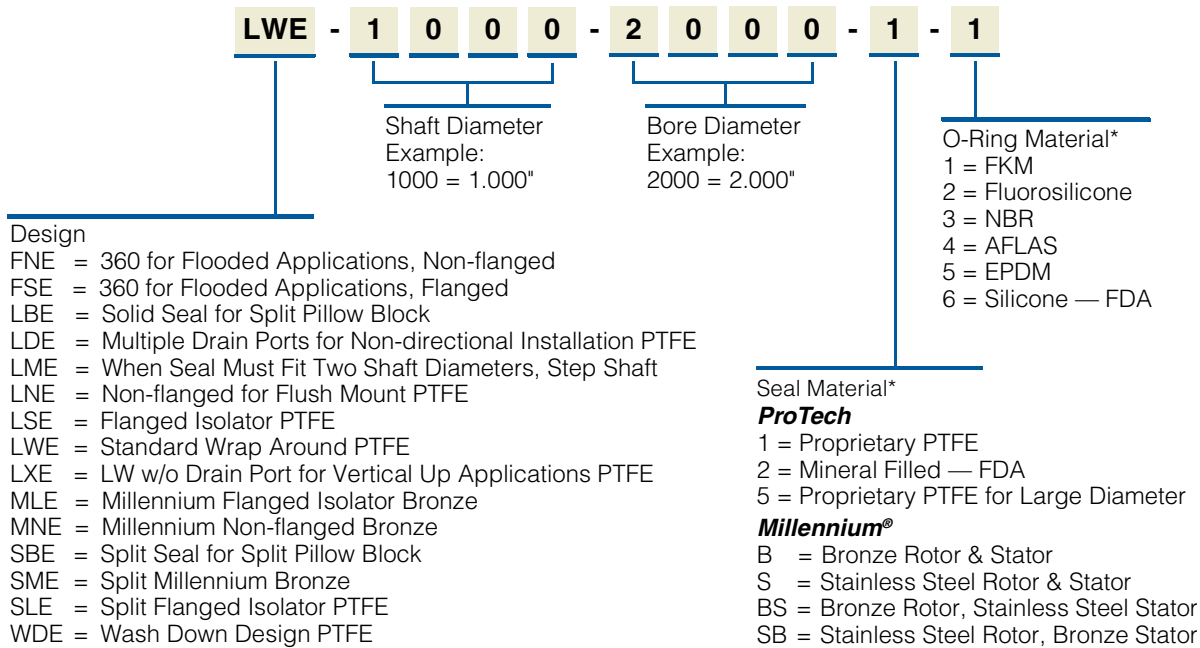 LWE - 1 0 0 0 - 2 0 0 0 - 1 - 1
Shaft Diameter
Example:
1000 = 1.000"
Bore Diameter
Example:
2000 = 2.000"
O-Ring Material*
1 = FKM
2 = Fluorosilicone
3 = NBR
4 = AFLAS
5 = EPDM
6 = Silicone — FDA
Design
FNE = 360 for Flooded Applications, Non-flanged
FSE = 360 for Flooded Applications, Flanged
LBE = Solid Seal for Split Pillow Block
LDE = Multiple Drain Ports for Non-directional Installation PTFE
LME = When Seal Must Fit Two Shaft Diameters, Step Shaft
LNE = Non-flanged for Flush Mount PTFE
LSE = Flanged Isolator PTFE
LWE = Standard Wrap Around PTFE
LXE = LW w/o Drain Port for Vertical Up Applications PTFE
MLE = Millennium Flanged Isolator Bronze
MNE = Millennium Non-flanged Bronze
SBE = Split Seal for Split Pillow Block
SME = Split Millennium Bronze
SLE = Split Flanged Isolator PTFE
WDE = Wash Down Design PTFE
Seal Material*
ProTech
1 = Proprietary PTFE
2 = Mineral Filled — FDA
5 = Proprietary PTFE for Large Diameter
Millennium®
B = Bronze Rotor & Stator
S = Stainless Steel Rotor & Stator
BS = Bronze Rotor, Stainless Steel Stator
SB = Stainless Steel Rotor, Bronze Stator